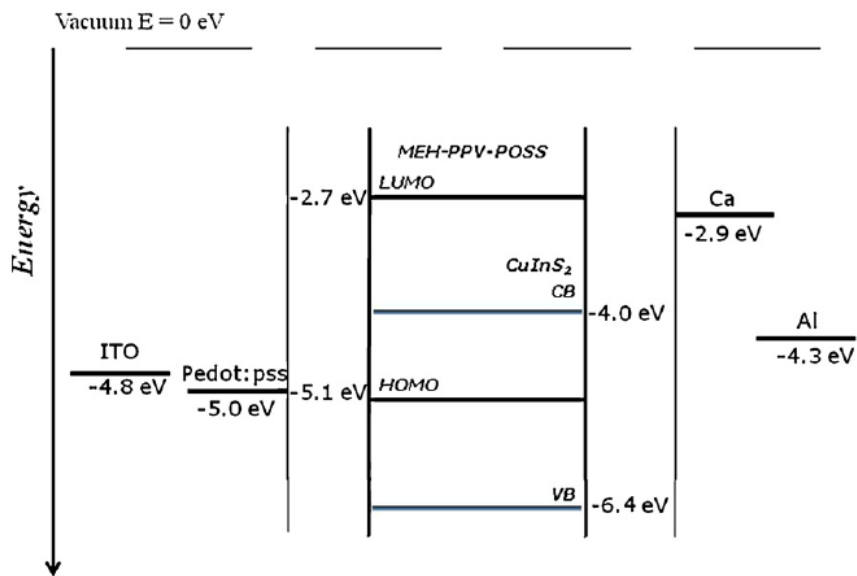 Vacuum E = 0 eV
Energy
MEH-PPV-POSS
LUMO
-2.7 eV
Ca
-2.9 eV
CuInS₂
CB
-4.0 eV
Al
-4.3 eV
ITO
-4.8 eV
Pedot:pss
-5.0 eV
-5.1 eV
HOMO
VB
-6.4 eV